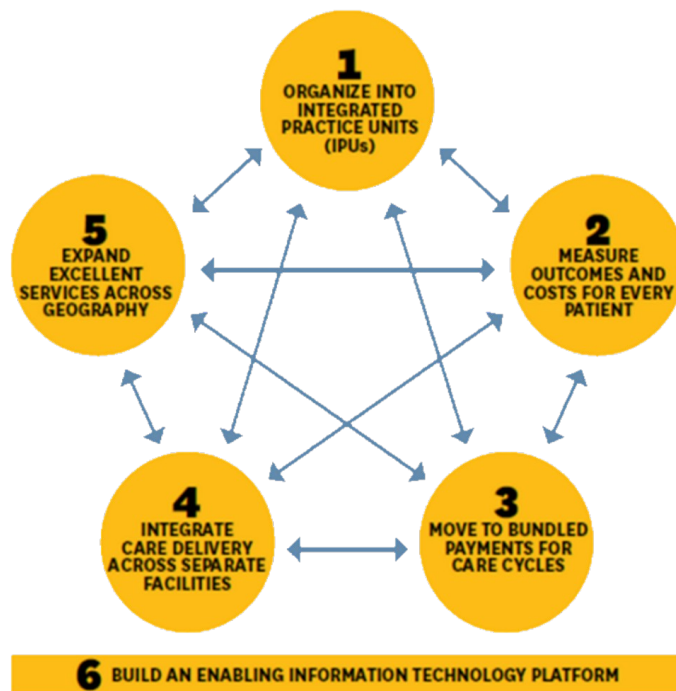 1
ORGANIZE INTO
INTEGRATED
PRACTICE UNITS
(IPUs)
2
MEASURE
OUTCOMES AND
COSTS FOR EVERY
PATIENT
3
MOVE TO BUNDLED
PAYMENTS FOR
CARE CYCLES
4
INTEGRATE
CARE DELIVERY
ACROSS SEPARATE
FACILITIES
5
EXPAND
EXCELLENT
SERVICES ACROSS
GEOGRAPHY
6 BUILD AN ENABLING INFORMATION TECHNOLOGY PLATFORM